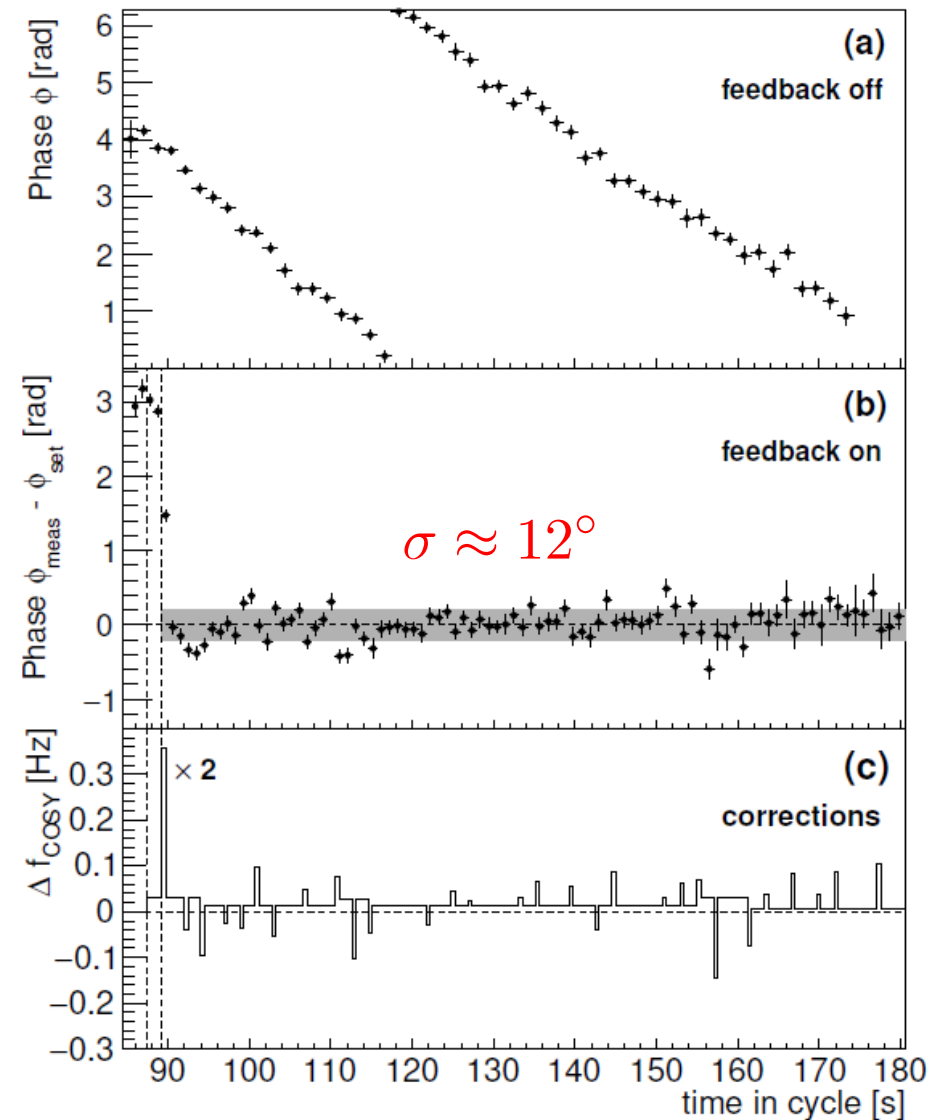 Phase ϕ [rad]
6
5
4
3
2
1
(a)
feedback off
Phase ϕmeas - ϕset [rad]
3
2
1
0
−1
(b)
feedback on
σ ≈ 12°
Δ fCOSY [Hz]
0.3
0.2
0.1
0
−0.1
−0.2
−0.3
× 2
(c)
corrections
90 100 110 120 130 140 150 160 170 180
time in cycle [s]